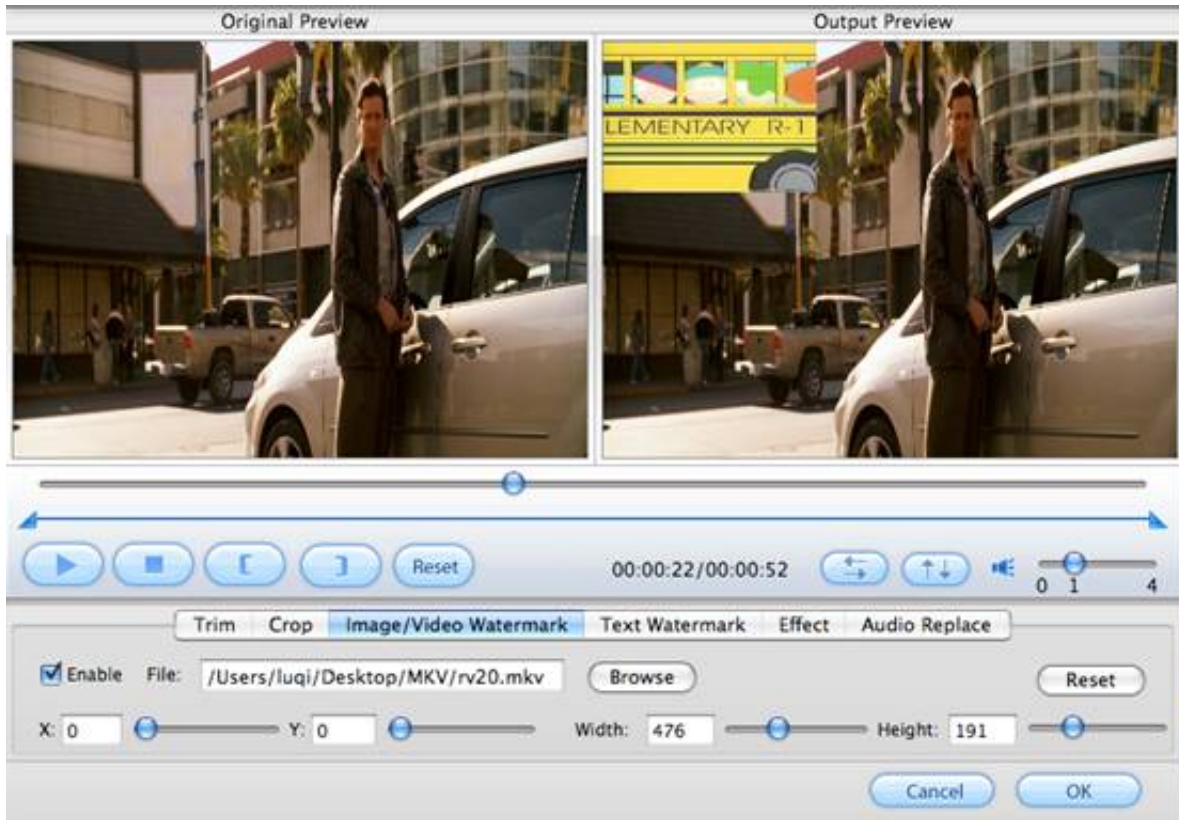 Original Preview
Output Preview
LEMENTARY R-1
Reset
00:00:22/00:00:52
0 1 4
Trim Crop Image/Video Watermark Text Watermark Effect Audio Replace
Enable File: /Users/luqi/Desktop/MKV/rv20.mkv Browse Reset
X: 0 Y: 0 Width: 476 Height: 191
Cancel OK